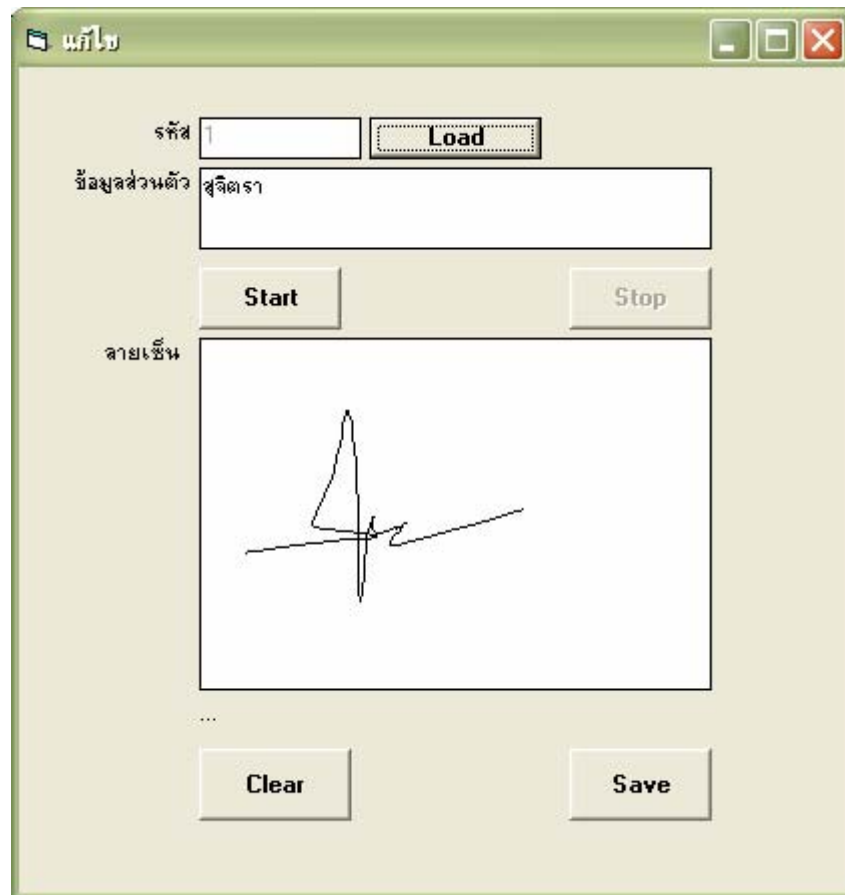 แก้ไข
รหัส 1 Load
ข้อมูลส่วนตัว สุจิตรา
Start Stop
ลายเซ็น
...
Clear Save